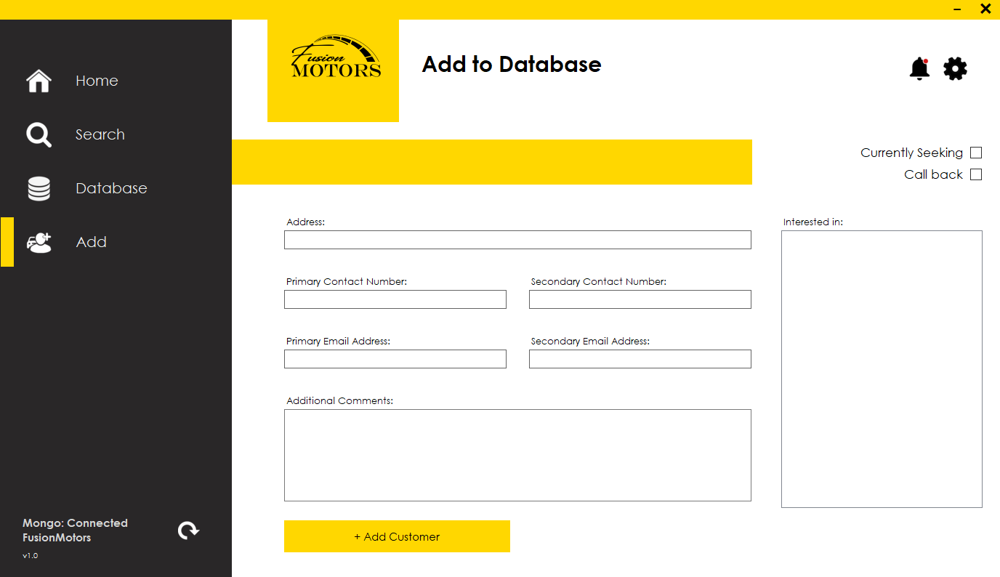 Fusion
MOTORS
Add to Database
Home
Search
Database
Add
Currently Seeking
Call back
Address:
Interested in:
Primary Contact Number:
Secondary Contact Number:
Primary Email Address:
Secondary Email Address:
Additional Comments:
+ Add Customer
Mongo: Connected
FusionMotors
v1.0